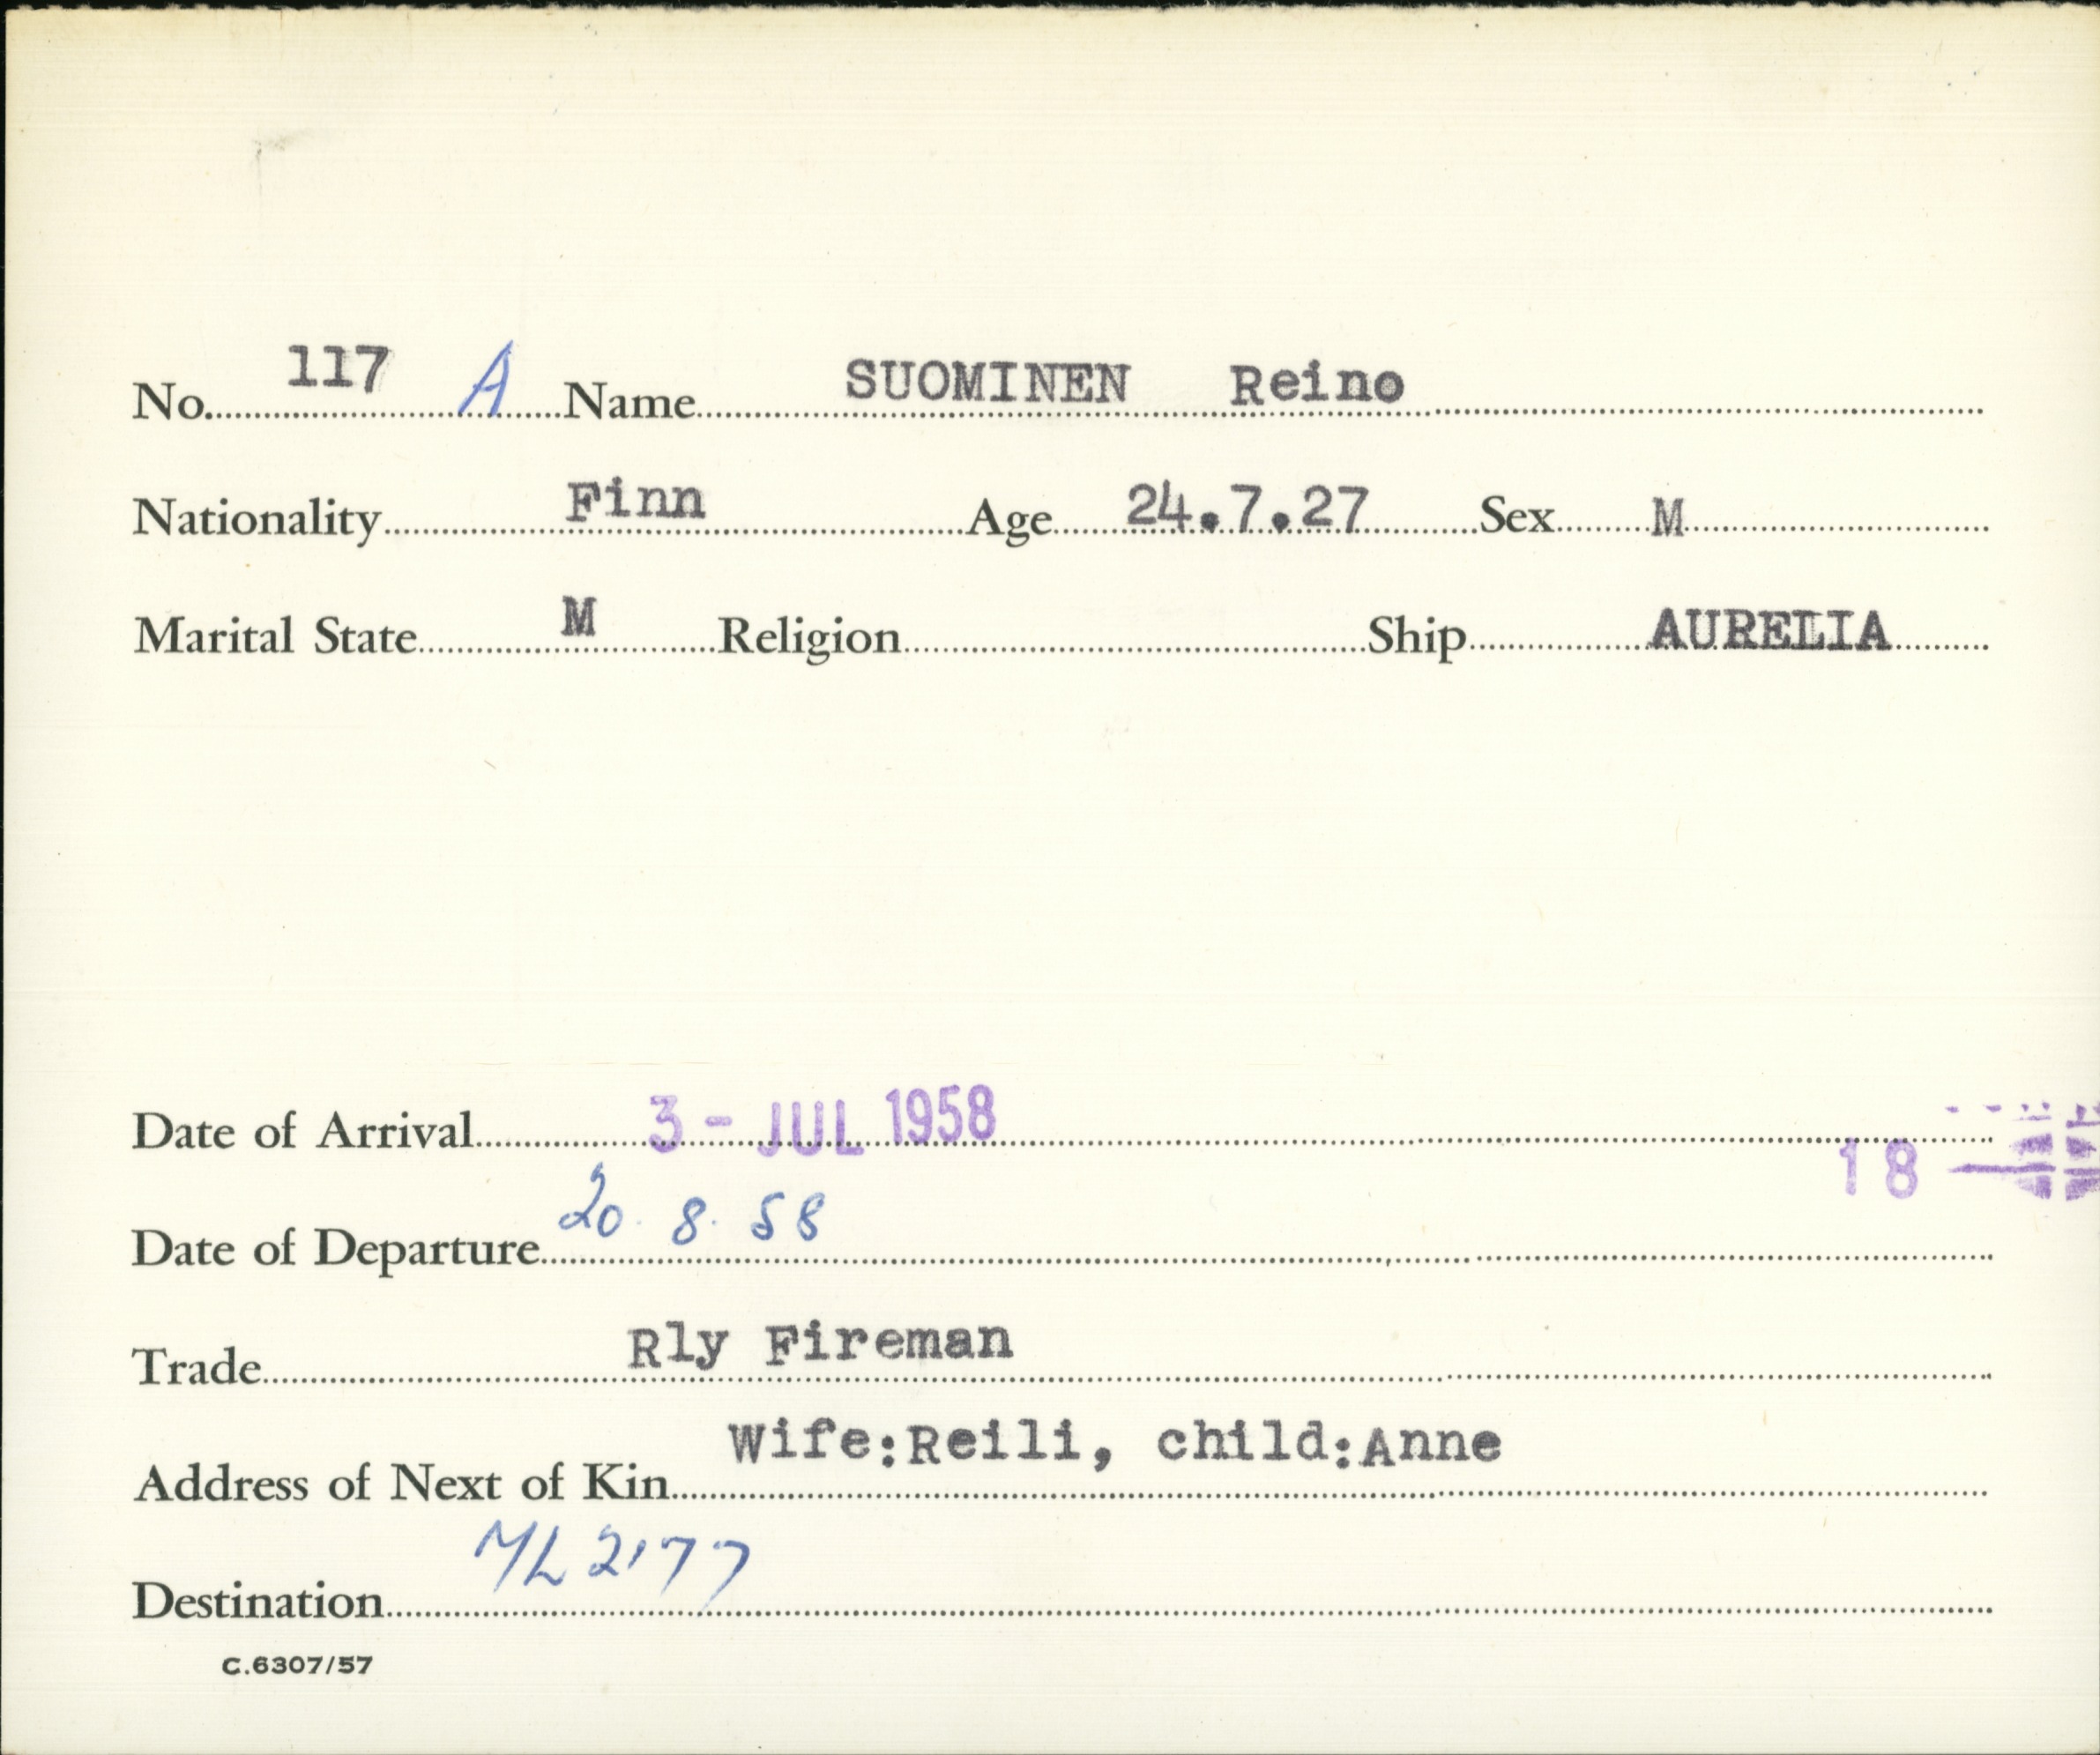 No. 117 A Name SUOMINEN Reino
Nationality Finn Age 24.7.27 Sex M
Marital State M Religion Ship AURELIA
Date of Arrival 3 - JUL 1958
18 -
Date of Departure 20. 8. 58
Trade Rly Fireman
Address of Next of Kin Wife:Reili, child:Anne
Destination
C.6307/57